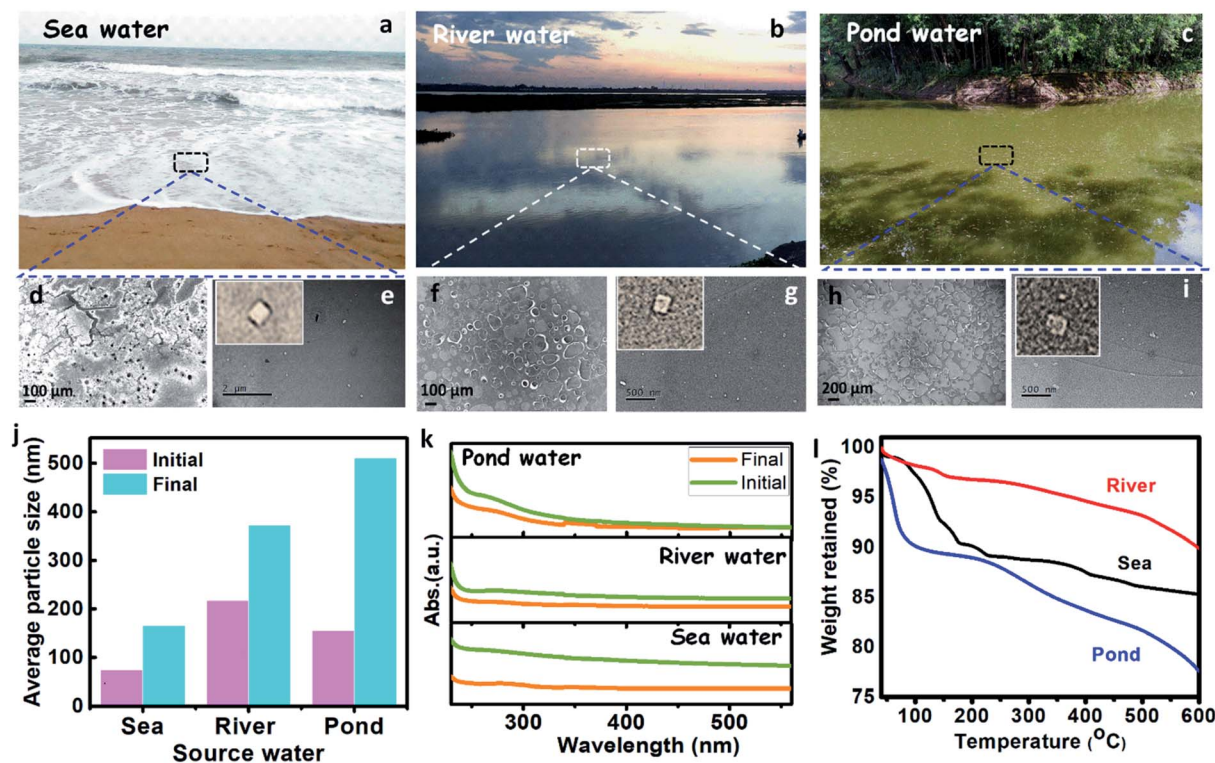 Sea water
a
River water
b
Pond water
c
d
100 µm
e
2 µm
f
100 µm
g
500 nm
h
200 µm
i
500 nm
j
Average particle size (nm)
500
400
300
200
100
0
Initial
Final
Sea River Pond
Source water
k
Abs.(a.u.)
Pond water
Final
Initial
River water
Sea water
300 400 500
Wavelength (nm)
l
Weight retained (%)
100
95
90
85
80
75
River
Sea
Pond
100 200 300 400 500 600
Temperature (°C)